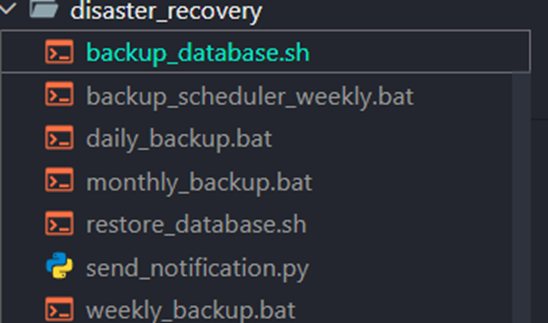 disaster_recovery
backup_database.sh
backup_scheduler_weekly.bat
daily_backup.bat
monthly_backup.bat
restore_database.sh
send_notification.py
weekly_backup.bat